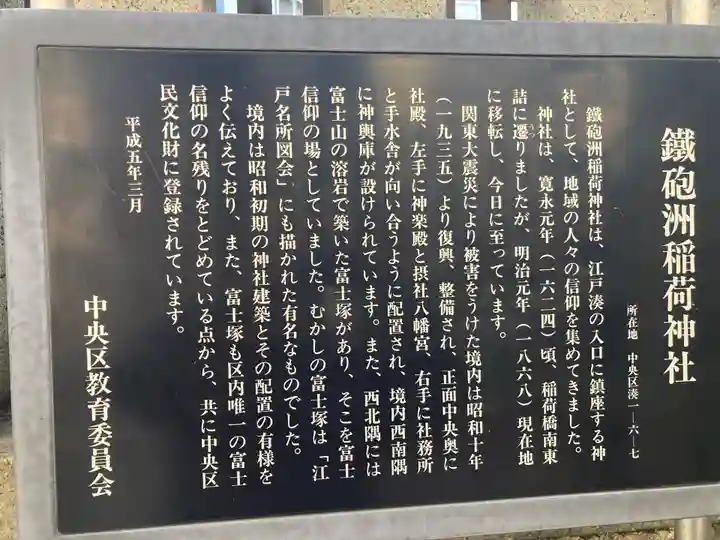 鐵砲洲稲荷神社
所在地 中央区湊一―六―七
鐵砲洲稲荷神社は、江戸湊の入口に鎮座する神
社として、地域の人々の信仰を集めてきました。
神社は、寛永元年（一六二四）頃、稲荷橋南東
詰に遷りましたが、明治元年（一八六八）現在地
に移転し、今日に至っています。
関東大震災により被害をうけた境内は昭和十年
（一九三五）より復興、整備され、正面中央奥に
社殿、左手に神楽殿と摂社八幡宮、右手に社務所
と手水舎が向い合うように配置され、境内西南隅
に神輿庫が設けられています。また、西北隅には
富士山の溶岩で築いた富士塚があり、そこを富士
信仰の場としていました。むかしの富士塚は「江
戸名所図会」にも描かれた有名なものでした。
境内は昭和初期の神社建築とその配置の有様を
よく伝えており、また、富士塚も区内唯一の富士
信仰の名残りをとどめている点から、共に中央区
民文化財に登録されています。
平成五年三月
中央区教育委員会